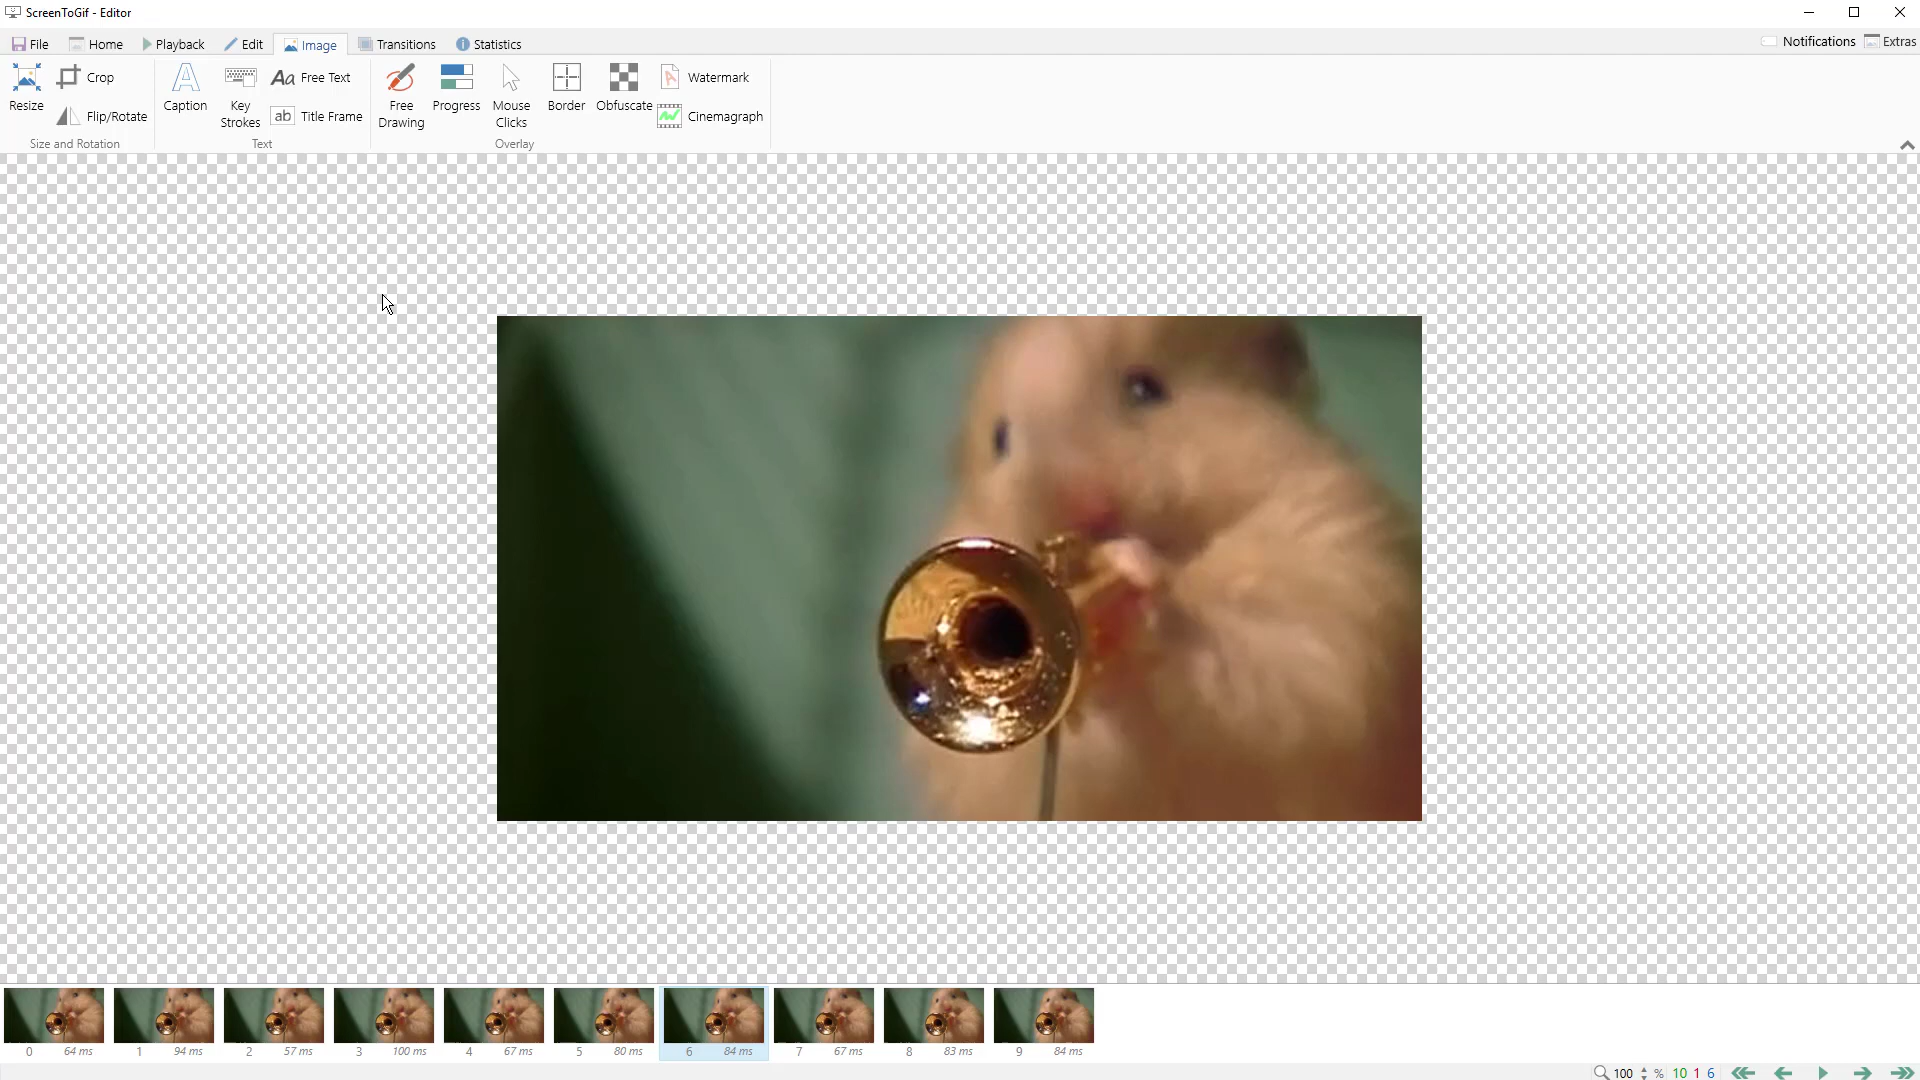 ScreenToGif - Editor
File Home Playback Edit Image Transitions Statistics Notifications Extras
Resize Crop Flip/Rotate
Size and Rotation
Caption Key Strokes Aa Free Text ab Title Frame
Text
Free Drawing Progress Mouse Clicks Border Obfuscate Watermark Cinemagraph
Overlay
0 64 ms 1 94 ms 2 57 ms 3 100 ms 4 67 ms 5 80 ms 6 84 ms 7 67 ms 8 83 ms 9 84 ms
100 % 10 1 6